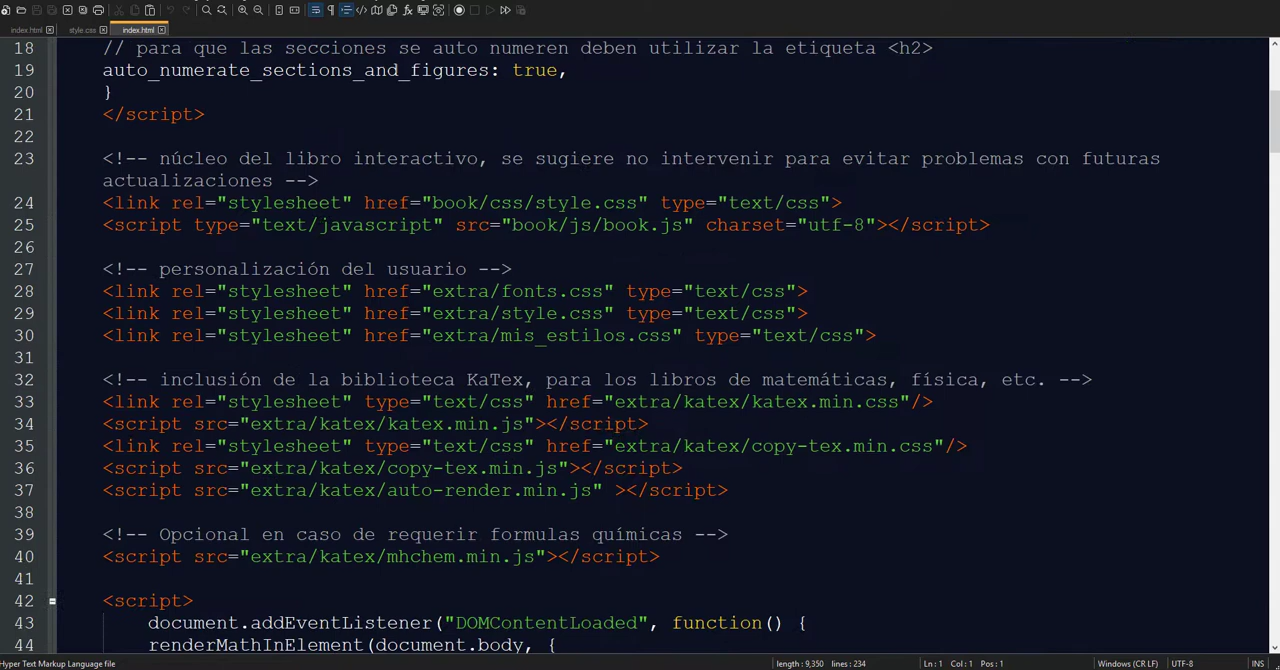 index.html
style.css
index.html
18 // para que las secciones se auto numeren deben utilizar la etiqueta <h2>
19 auto_numerate_sections_and_figures: true,
20 }
21 </script>
22
23 <!-- núcleo del libro interactivo, se sugiere no intervenir para evitar problemas con futuras
actualizaciones -->
24 <link rel="stylesheet" href="book/css/style.css" type="text/css">
25 <script type="text/javascript" src="book/js/book.js" charset="utf-8"></script>
26
27 <!-- personalización del usuario -->
28 <link rel="stylesheet" href="extra/fonts.css" type="text/css">
29 <link rel="stylesheet" href="extra/style.css" type="text/css">
30 <link rel="stylesheet" href="extra/mis_estilos.css" type="text/css">
31
32 <!-- inclusión de la biblioteca KaTex, para los libros de matemáticas, física, etc. -->
33 <link rel="stylesheet" type="text/css" href="extra/katex/katex.min.css"/>
34 <script src="extra/katex/katex.min.js"></script>
35 <link rel="stylesheet" type="text/css" href="extra/katex/copy-tex.min.css"/>
36 <script src="extra/katex/copy-tex.min.js"></script>
37 <script src="extra/katex/auto-render.min.js" ></script>
38
39 <!-- Opcional en caso de requerir formulas químicas -->
40 <script src="extra/katex/mhchem.min.js"></script>
41
42 <script>
43 document.addEventListener("DOMContentLoaded", function() {
44 renderMathInElement(document.body, {
Hyper Text Markup Language file
length : 9,350 lines : 234
Ln : 1 Col : 1 Pos : 1
Windows (CR LF)
UTF-8
INS